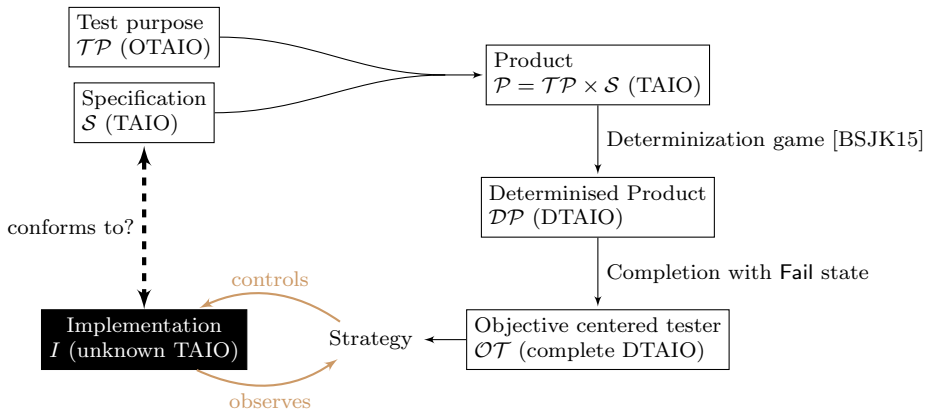 Test purpose
𝒯𝒫 (OTAIO)
Specification
𝒮 (TAIO)
Product
𝒫 = 𝒯𝒫 × 𝒮 (TAIO)
Determinization game [BSJK15]
Determinised Product
𝒟𝒫 (DTAIO)
conforms to?
Completion with Fail state
controls
Implementation
I (unknown TAIO)
Strategy
Objective centered tester
𝒪𝒯 (complete DTAIO)
observes